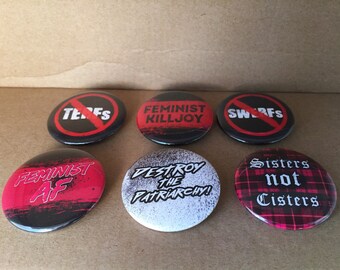 TERFs
FEMINIST
KILLJOY
SWERFs
FEMINIST
AF
DESTROY
THE
PATRIARCHY!
Sisters
not
Cisters